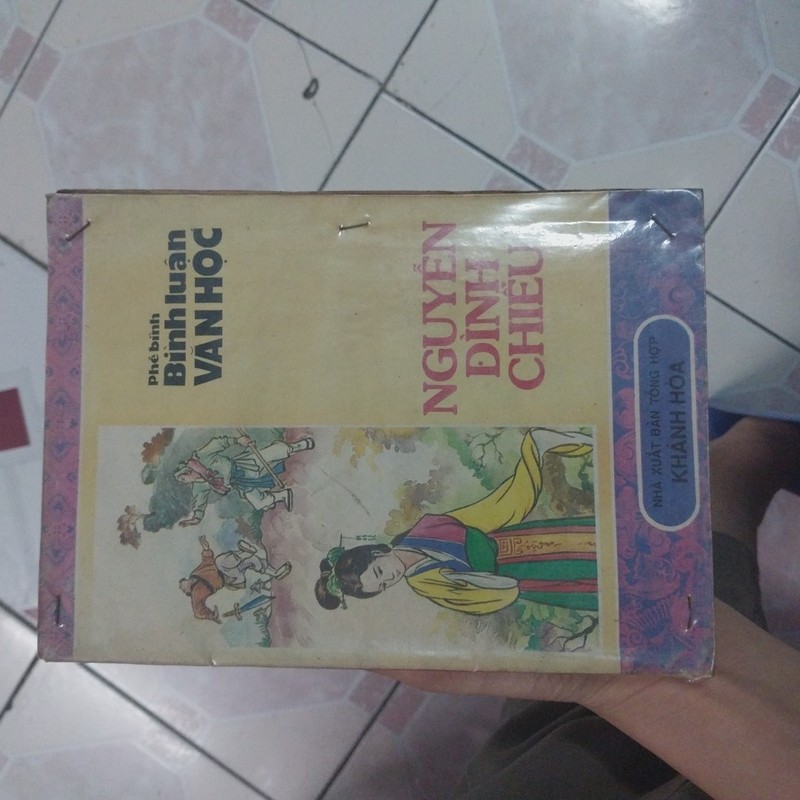 Phê bình
Bình luận
VĂN HỌC
NGUYỄN
ĐÌNH
CHIỂU
NHÀ XUẤT BẢN TỔNG HỢP
KHÁNH HÒA